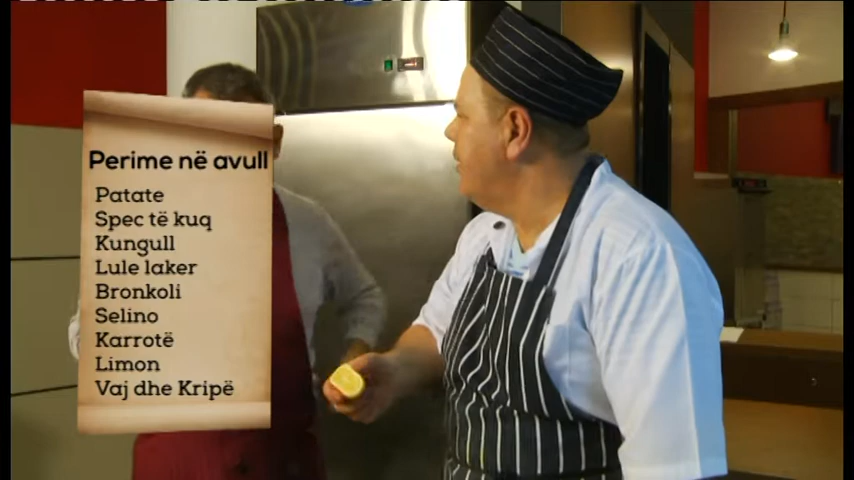 Perime në avull
Patate
Spec të kuq
Kungull
Lule laker
Bronkoli
Selino
Karrotë
Limon
Vaj dhe Kripë